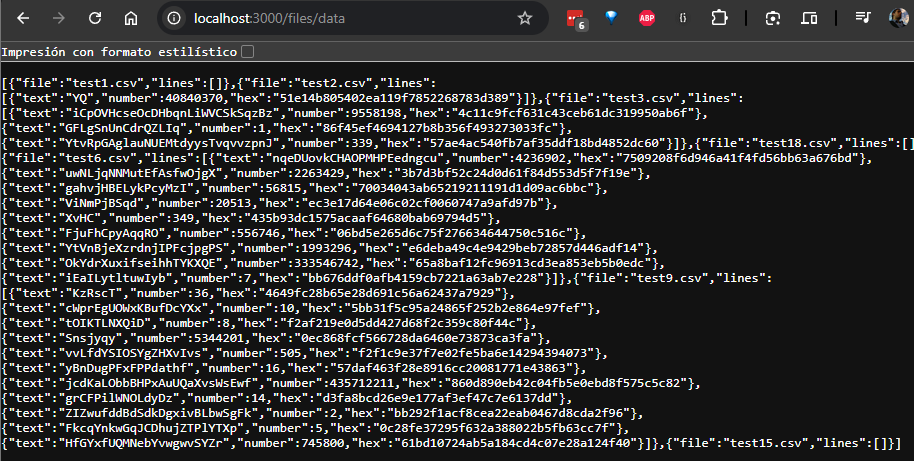 localhost:3000/files/data
6
ABP
Impresión con formato estilístico
[{"file":"test1.csv","lines":[]},{"file":"test2.csv","lines":
[{"text":"YQ","number":40840370,"hex":"51e14b805402ea119f7852268783d389"}]},{"file":"test3.csv","lines":
[{"text":"iCpOVHcseOcDHbqnLiWVCSkSqzBz","number":9558198,"hex":"4c11c9fcf631c43ceb61dc319950ab6f"},
{"text":"GFLgSnUnCdrQZLIq","number":1,"hex":"86f45ef4694127b8b356f493273033fc"},
{"text":"YtvRpGAglauNUEMtdyysTvqvvzpnJ","number":339,"hex":"57ae4ac540fb7af35ddf18bd4852dc60"}]},{"file":"test18.csv","lines":[]
{"file":"test6.csv","lines":[{"text":"nqeDUovkCHAOPMHPEedngcu","number":4236902,"hex":"7509208f6d946a41f4fd56bb63a676bd"},
{"text":"uwNLjqNNMutEfAsfwOjgX","number":2263429,"hex":"3b7d3bf52c24d0d61f84d553d5f7f19e"},
{"text":"gahvjHBELykPcyMzI","number":56815,"hex":"70034043ab65219211191d1d09ac6bbc"},
{"text":"ViNmPjBSqd","number":20513,"hex":"ec3e17d64e06c02cf0060747a9afd97b"},
{"text":"XvHC","number":349,"hex":"435b93dc1575acaaf64680bab69794d5"},
{"text":"FjuFhCpyAqqRO","number":556746,"hex":"06bd5e265d6c75f276634644750c516c"},
{"text":"YtVnBjeXzrdnjIPFcjpgPS","number":1993296,"hex":"e6deba49c4e9429beb72857d446adf14"},
{"text":"OkYdrXuxifseihhTYKXQE","number":333546742,"hex":"65a8baf12fc96913cd3ea853eb5b0edc"},
{"text":"iEaILytltuwIyb","number":7,"hex":"bb676ddf0afb4159cb7221a63ab7e228"}]},{"file":"test9.csv","lines":
[{"text":"KzRscT","number":36,"hex":"4649fc28b65e28d691c56a62437a7929"},
{"text":"cWprEgUOWxKBufDcYXx","number":10,"hex":"5bb31f5c95a24865f252b2e864e97fef"},
{"text":"tOIKTLNXQiD","number":8,"hex":"f2af219e0d5dd427d68f2c359c80f44c"},
{"text":"Snsjyqy","number":5344201,"hex":"0ec868fcf566728da6460e73873ca3fa"},
{"text":"vvLfdYSIOSYgZHXvIvs","number":505,"hex":"f2f1c9e37f7e02fe5ba6e14294394073"},
{"text":"yBnDugPFxFPPdathf","number":16,"hex":"57daf463f28e8916cc20081771e43863"},
{"text":"jcdKaLObbBHPxAuUQaXvsWsEwf","number":435712211,"hex":"860d890eb42c04fb5e0ebd8f575c5c82"},
{"text":"grCFPilWNOLdyDz","number":14,"hex":"d3fa8bcd26e9e177af3ef47c7e6137dd"},
{"text":"ZIZwufddBdSdkDgxivBLbwSgFk","number":2,"hex":"bb292f1acf8cea22eab0467d8cda2f96"},
{"text":"FkcqYnkwGqJCDhujZTPlYTXp","number":5,"hex":"0c28fe37295f632a388022b5fb63cc7f"},
{"text":"HfGYxfUQMNebYvwgwvSYZr","number":745800,"hex":"61bd10724ab5a184cd4c07e28a124f40"}]},{"file":"test15.csv","lines":[]}]